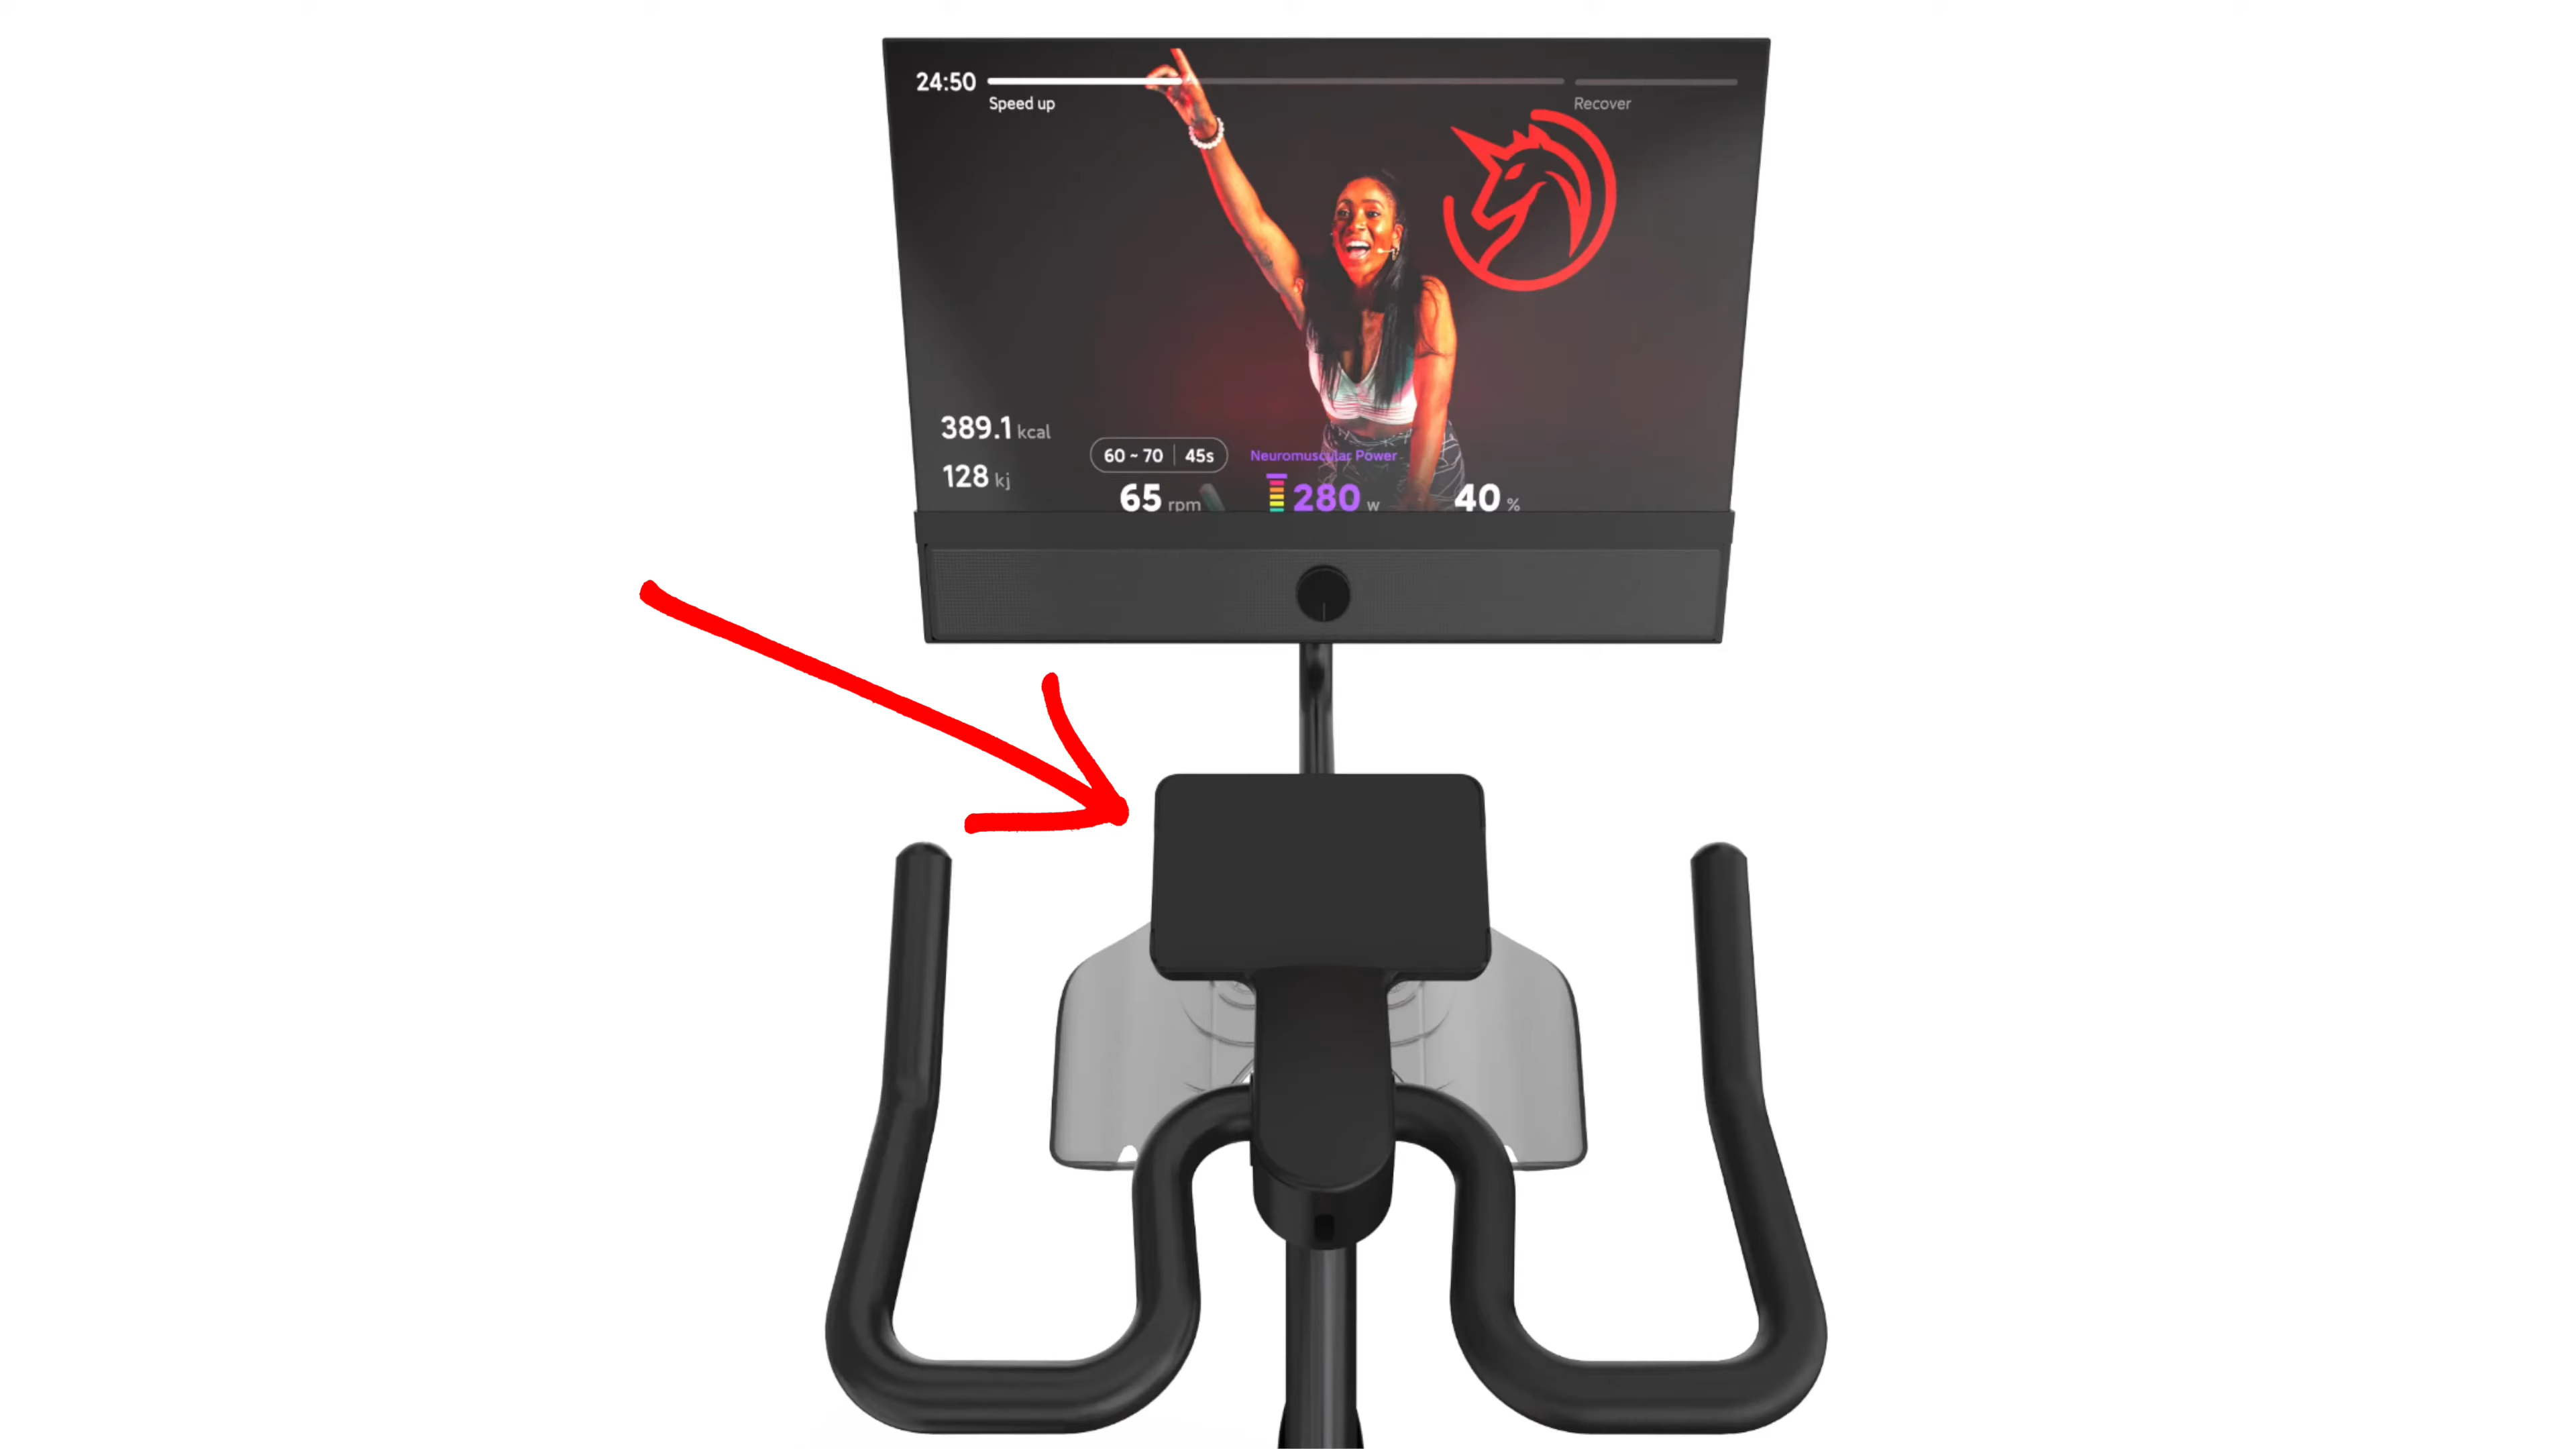 24:50
Speed up
Recover
389.1 kcal
128 kj
60 ~ 70 | 45s
Neuromuscular Power
65 rpm
280 w
40 %